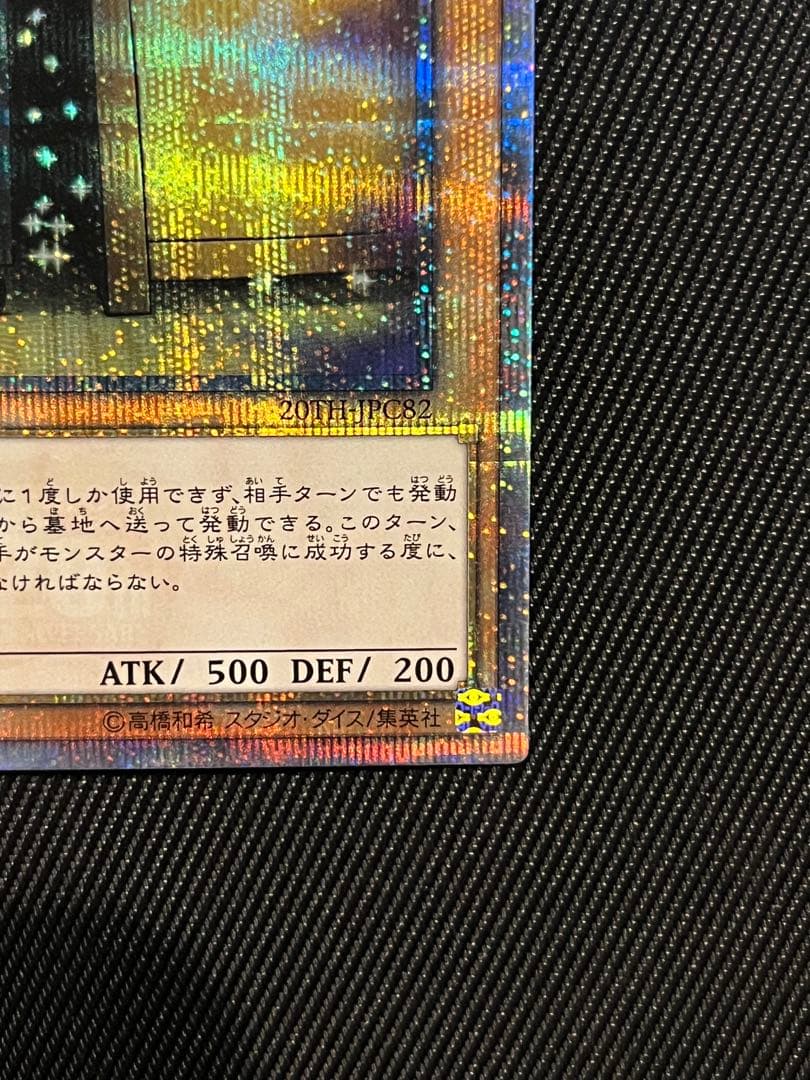 20TH-JPC82
に1度しか使用できず、相手ターンでも発動
から墓地へ送って発動できる。このターン、
手がモンスターの特殊召喚に成功する度に、
なければならない。
ATK/ 500 DEF/ 200
©高橋和希 スタジオ・ダイス/集英社